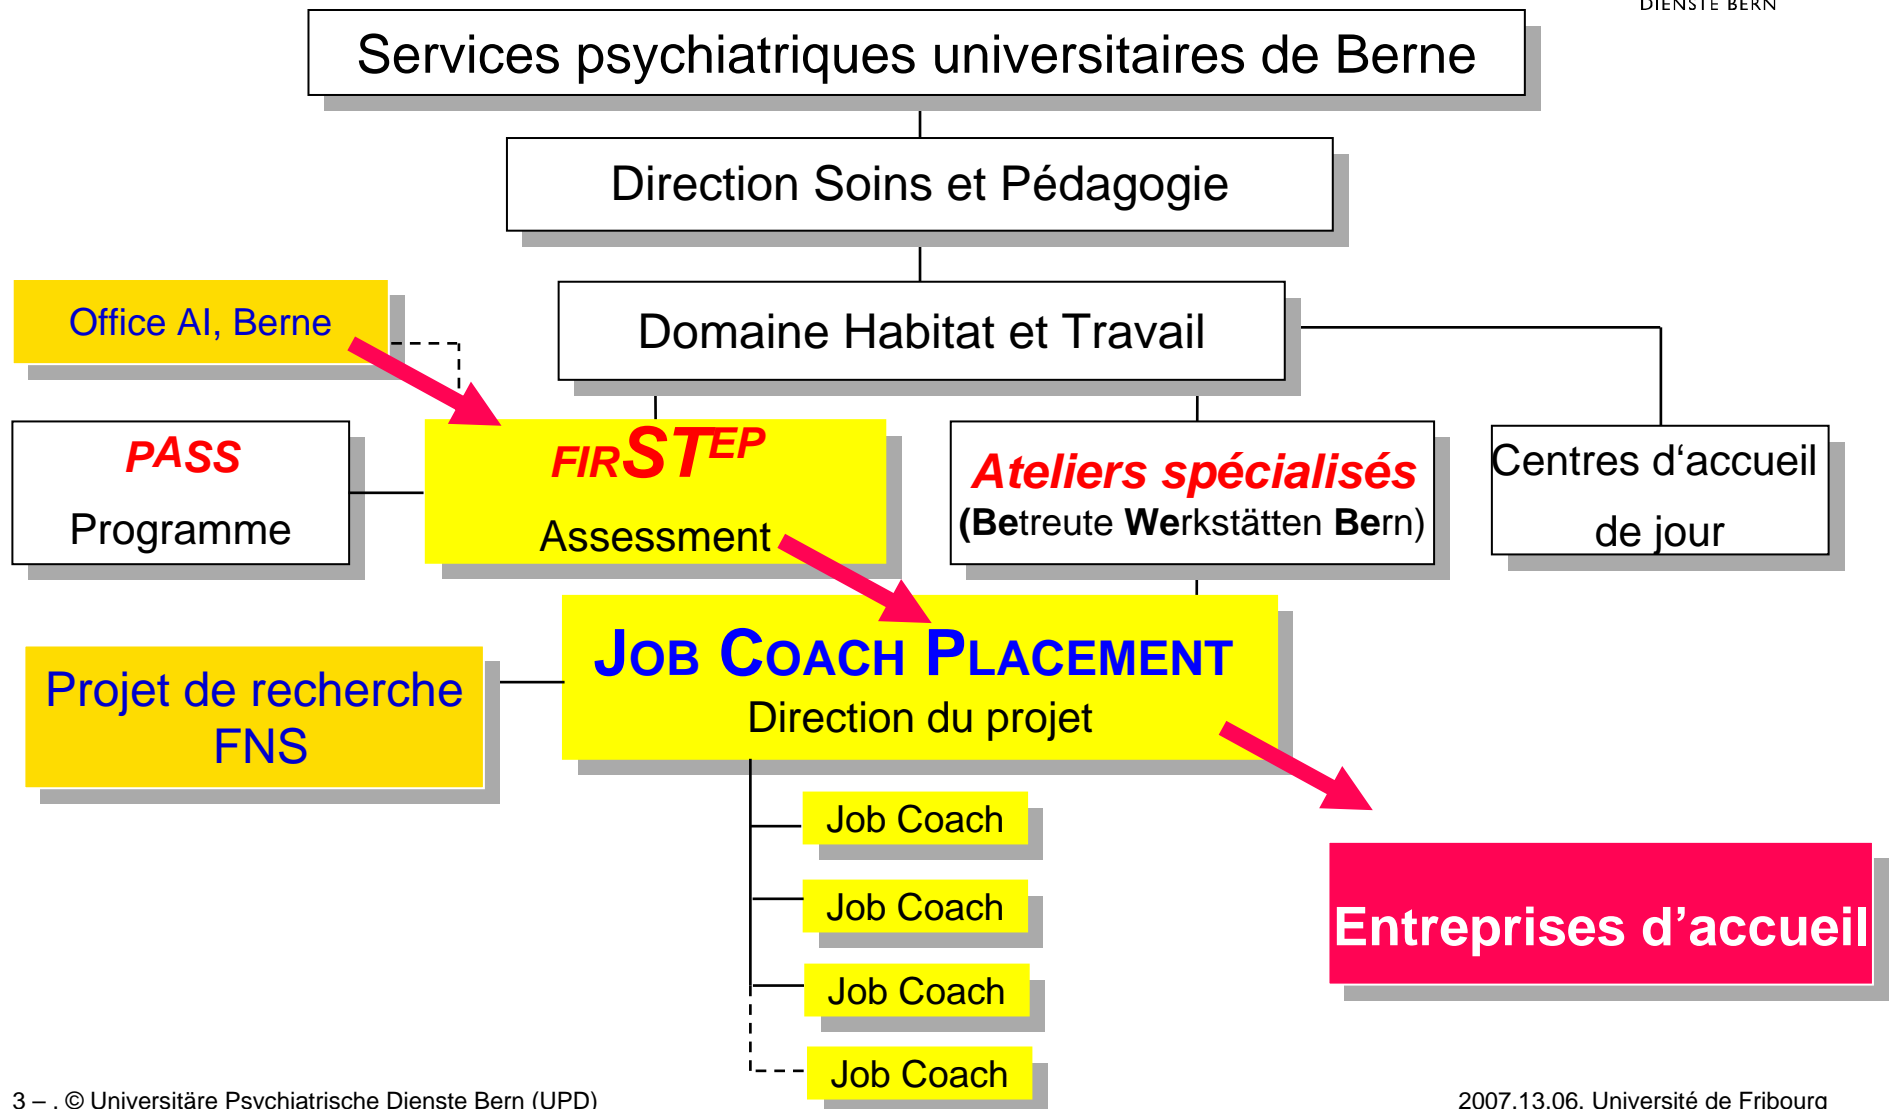 DIENSTE BERN
Services psychiatriques universitaires de Berne
Direction Soins et Pédagogie
Office AI, Berne
Domaine Habitat et Travail
PASS
Programme
FIRSTEP
Assessment
Ateliers spécialisés
(Betreute Werkstätten Bern)
Centres d‘accueil
de jour
Projet de recherche
FNS
JOB COACH PLACEMENT
Direction du projet
Job Coach
Job Coach
Job Coach
Job Coach
Entreprises d’accueil
3 – . © Universitäre Psychiatrische Dienste Bern (UPD)
2007.13.06. Université de Fribourg